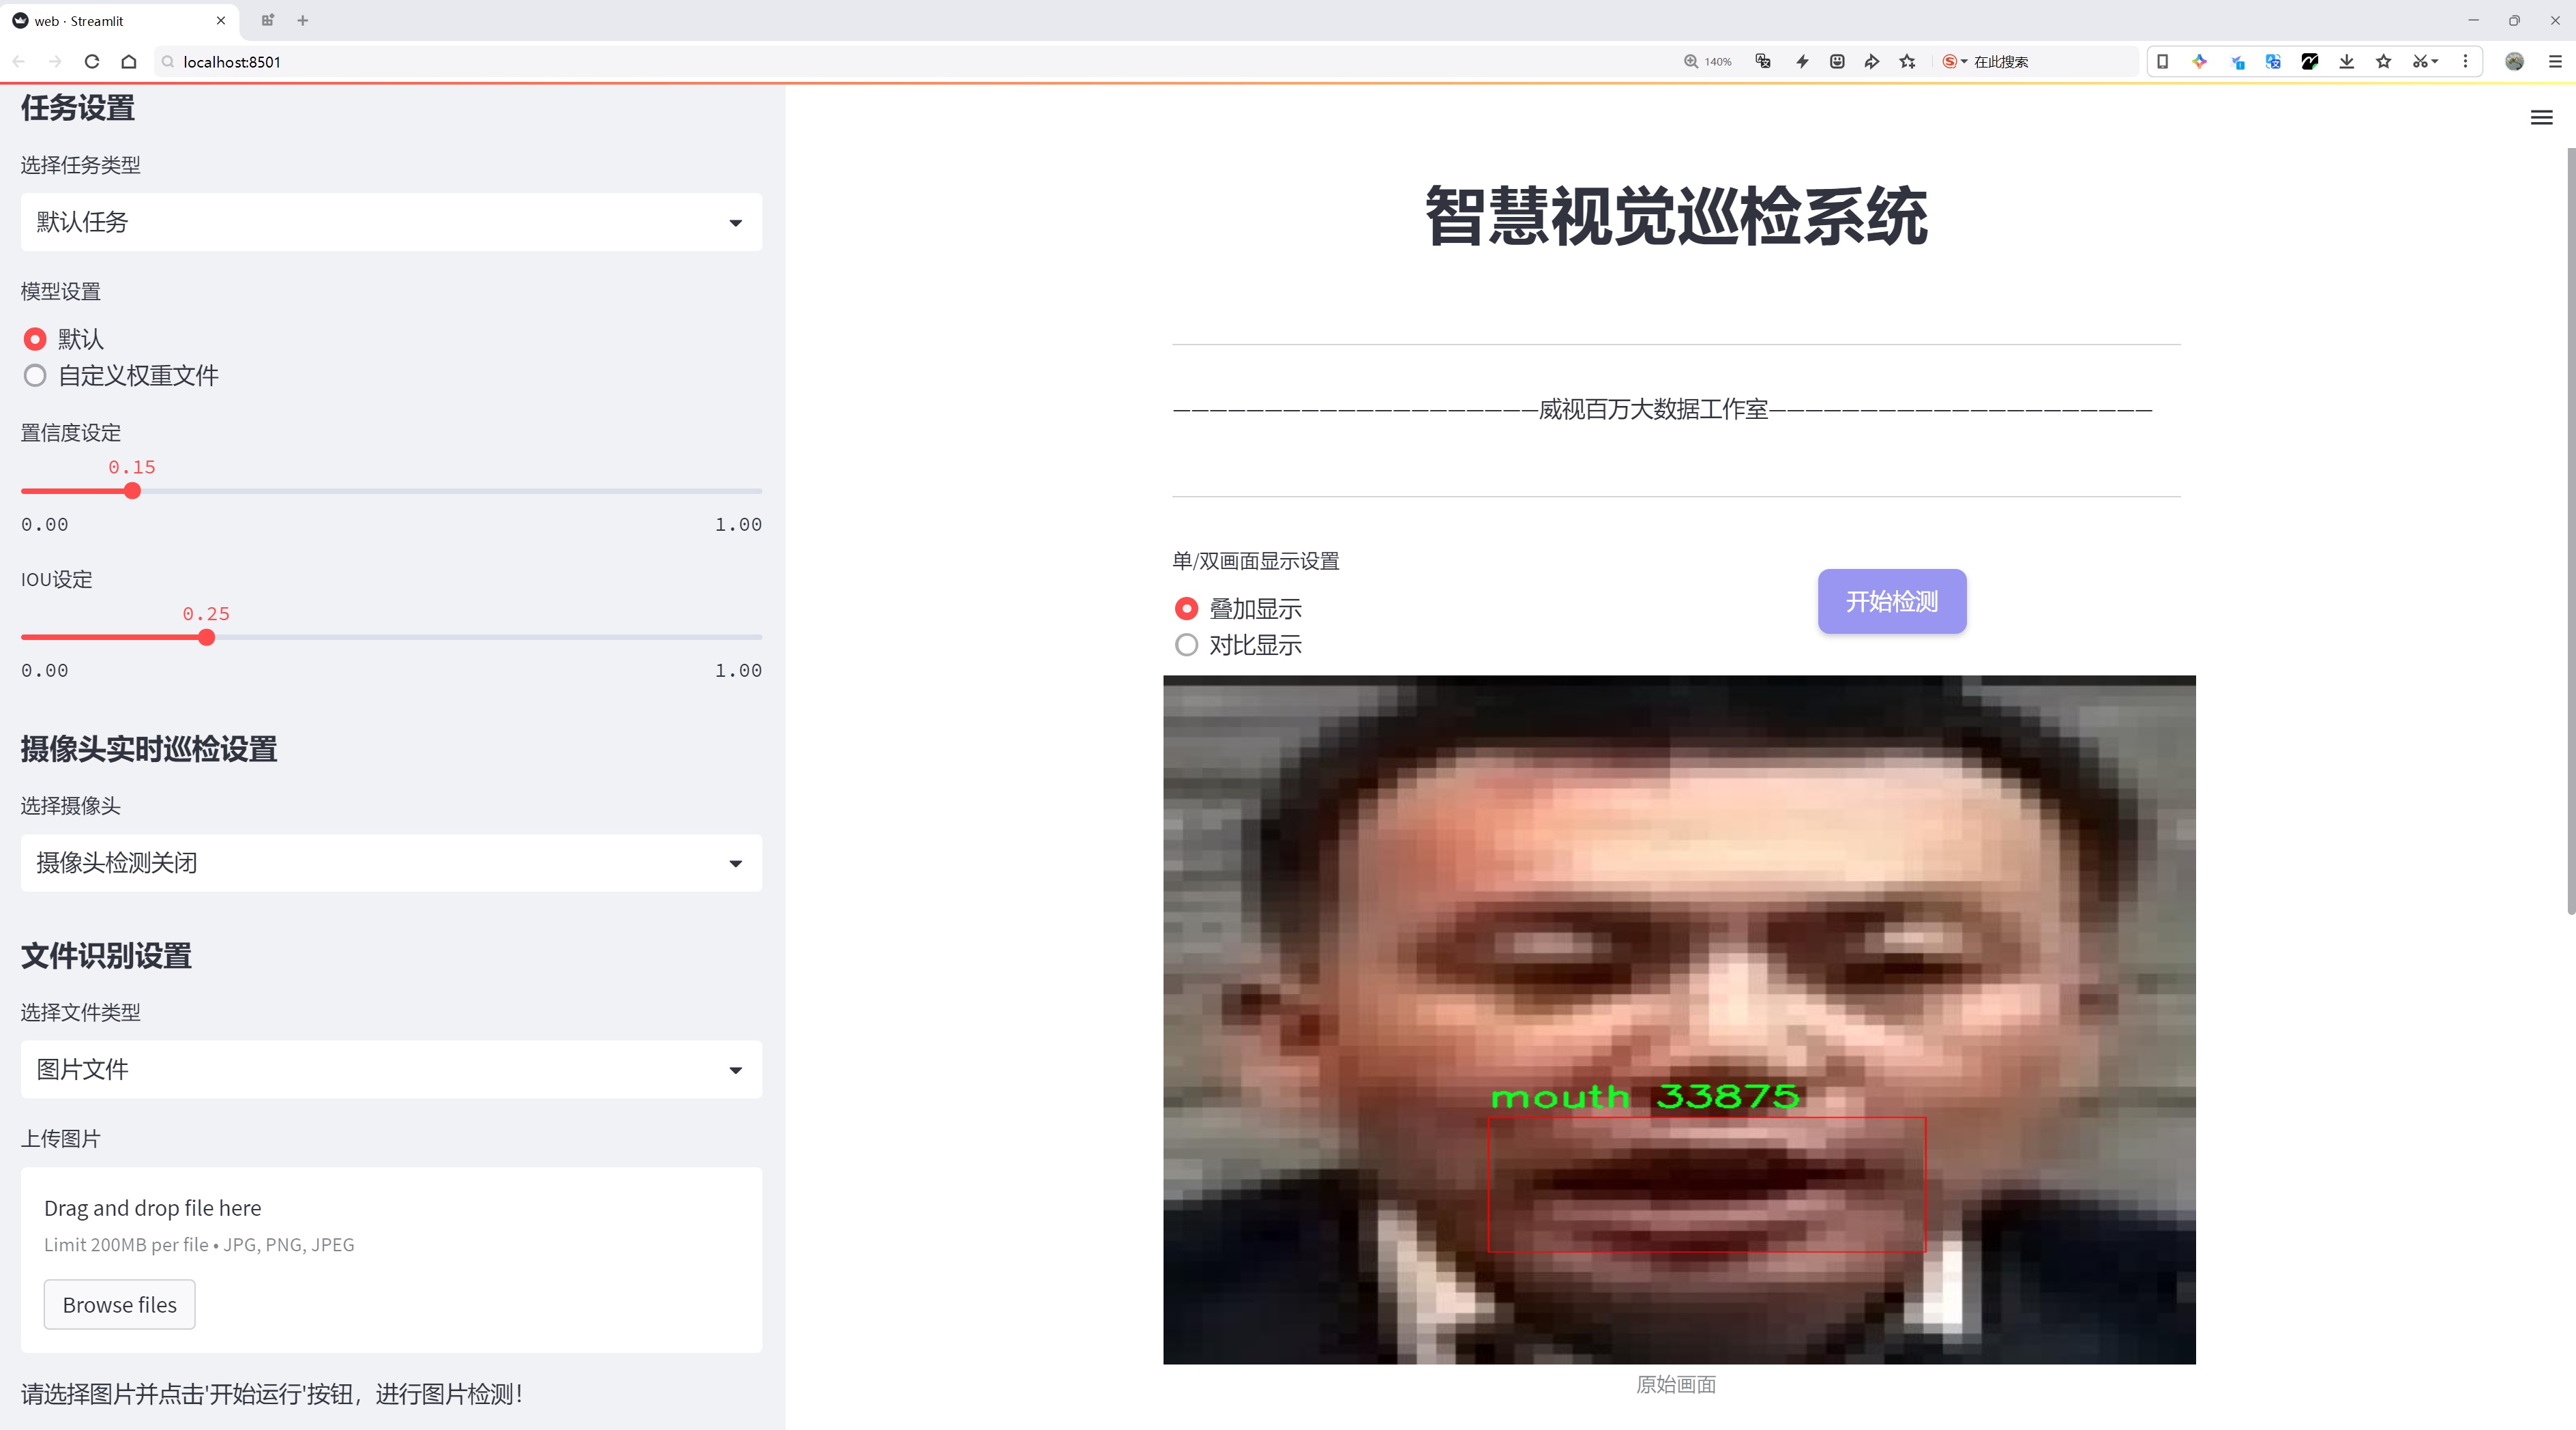 web · Streamlit
localhost:8501
140%
在此搜索
任务设置
选择任务类型
默认任务
模型设置
默认
自定义权重文件
置信度设定
0.15
0.00 1.00
IOU设定
0.25
0.00 1.00
摄像头实时巡检设置
选择摄像头
摄像头检测关闭
文件识别设置
选择文件类型
图片文件
上传图片
Drag and drop file here
Limit 200MB per file • JPG, PNG, JPEG
Browse files
请选择图片并点击'开始运行'按钮，进行图片检测！
智慧视觉巡检系统
————————————————————威视百万大数据工作室—————————————————————
单/双画面显示设置
叠加显示
对比显示
开始检测
mouth 33875
原始画面